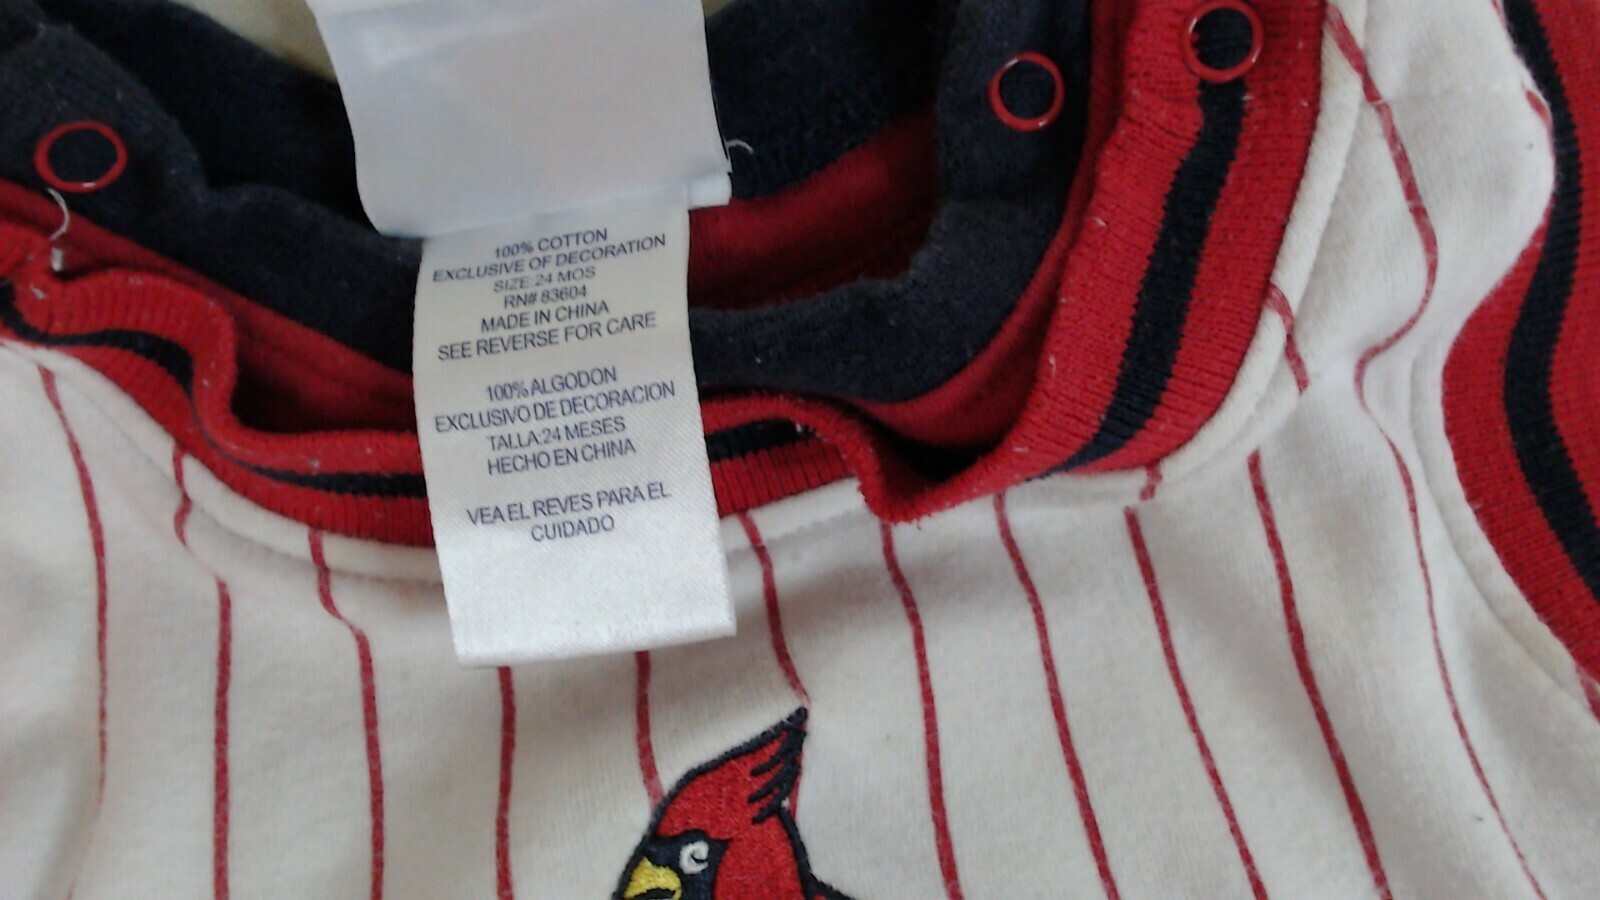 100% COTTON
EXCLUSIVE OF DECORATION
SIZE: 24 MOS
RN# 83604
MADE IN CHINA
SEE REVERSE FOR CARE
100% ALGODON
EXCLUSIVO DE DECORACION
TALLA:24 MESES
HECHO EN CHINA
VEA EL REVES PARA EL
CUIDADO